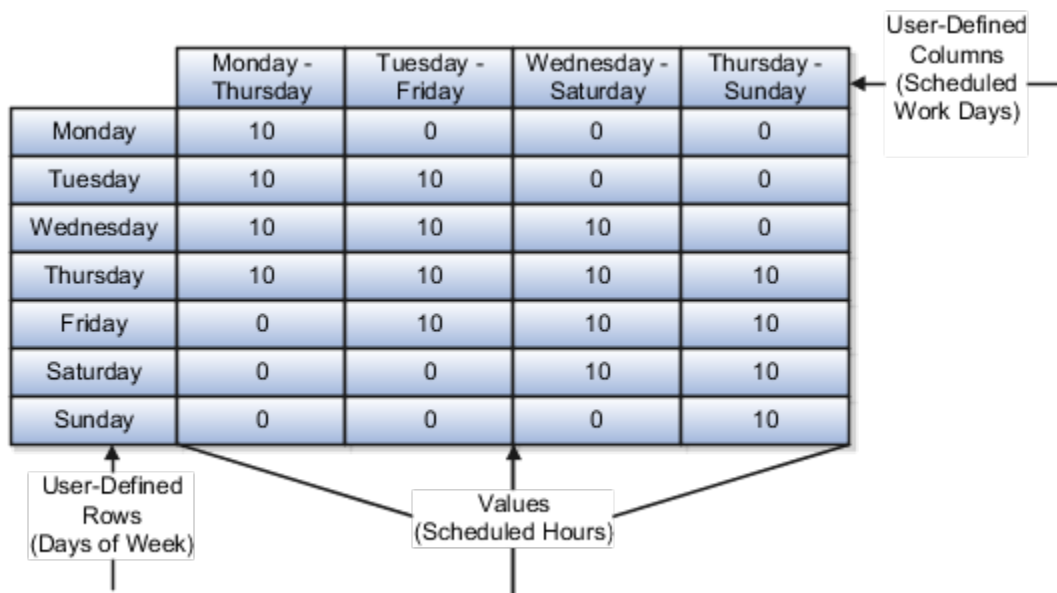 Monday - Thursday Tuesday - Friday Wednesday - Saturday Thursday - Sunday
Monday 10 0 0 0
Tuesday 10 10 0 0
Wednesday 10 10 10 0
Thursday 10 10 10 10
Friday 0 10 10 10
Saturday 0 0 10 10
Sunday 0 0 0 10
User-Defined
Columns
(Scheduled
Work Days)
User-Defined
Rows
(Days of Week)
Values
(Scheduled Hours)